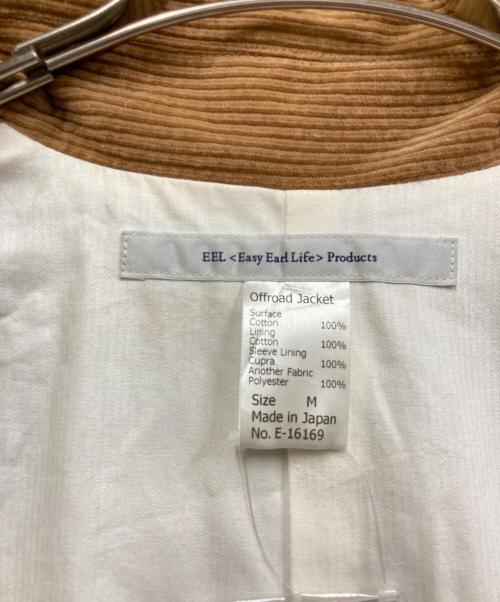 EEL <Easy Earl Life> Products
Offroad Jacket
Surface
Cotton 100%
Lining
Cotton 100%
Sleeve Lining
Cupra 100%
Another Fabric
Polyester 100%
Size M
Made in Japan
No. E-16169